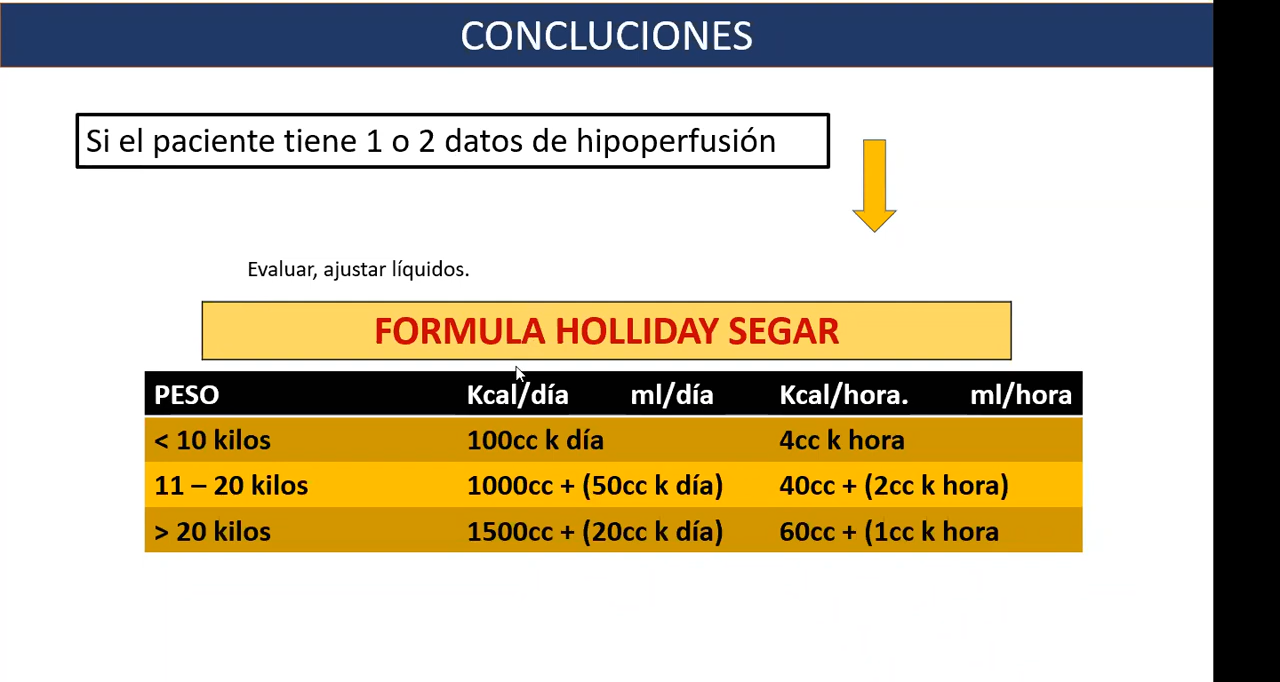 CONCLUCIONES
Si el paciente tiene 1 o 2 datos de hipoperfusión
Evaluar, ajustar líquidos.
FORMULA HOLLIDAY SEGAR
PESO Kcal/día ml/día Kcal/hora. ml/hora
< 10 kilos 100cc k día 4cc k hora
11 – 20 kilos 1000cc + (50cc k día) 40cc + (2cc k hora)
> 20 kilos 1500cc + (20cc k día) 60cc + (1cc k hora